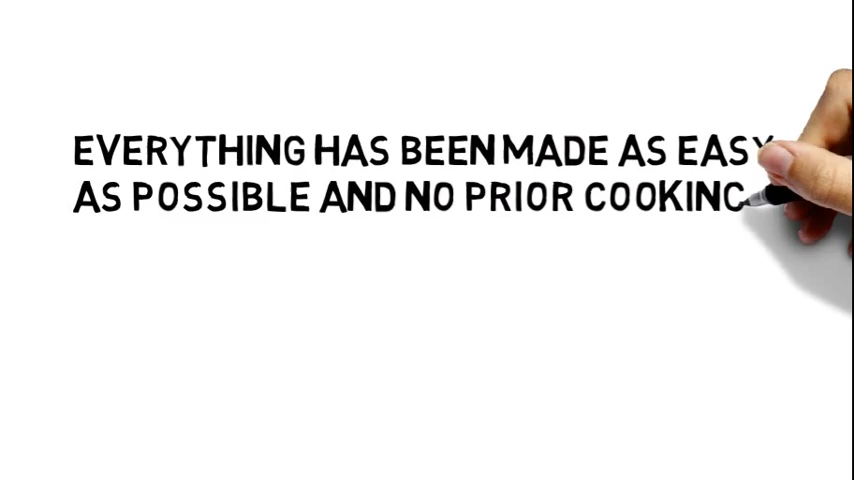 EVERYTHING HAS BEEN MADE AS EASY
AS POSSIBLE AND NO PRIOR COOKING